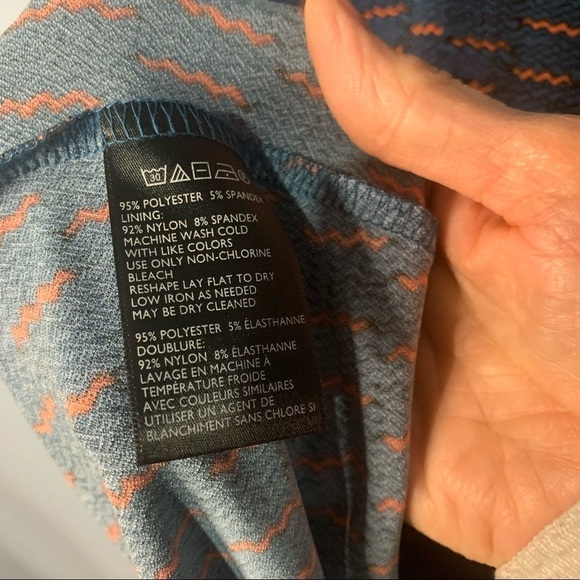 30
95% POLYESTER 5% SPANDEX
LINING:
92% NYLON 8% SPANDEX
MACHINE WASH COLD
WITH LIKE COLORS
USE ONLY NON-CHLORINE
BLEACH
RESHAPE LAY FLAT TO DRY
LOW IRON AS NEEDED
MAY BE DRY CLEANED
95% POLYESTER 5% ÉLASTHANNE
DOUBLURE:
92% NYLON 8% ÉLASTHANNE
LAVAGE EN MACHINE À
TEMPÉRATURE FROIDE
AVEC COULEURS SIMILAIRES
UTILISER UN AGENT DE
BLANCHIMENT SANS CHLORE SI